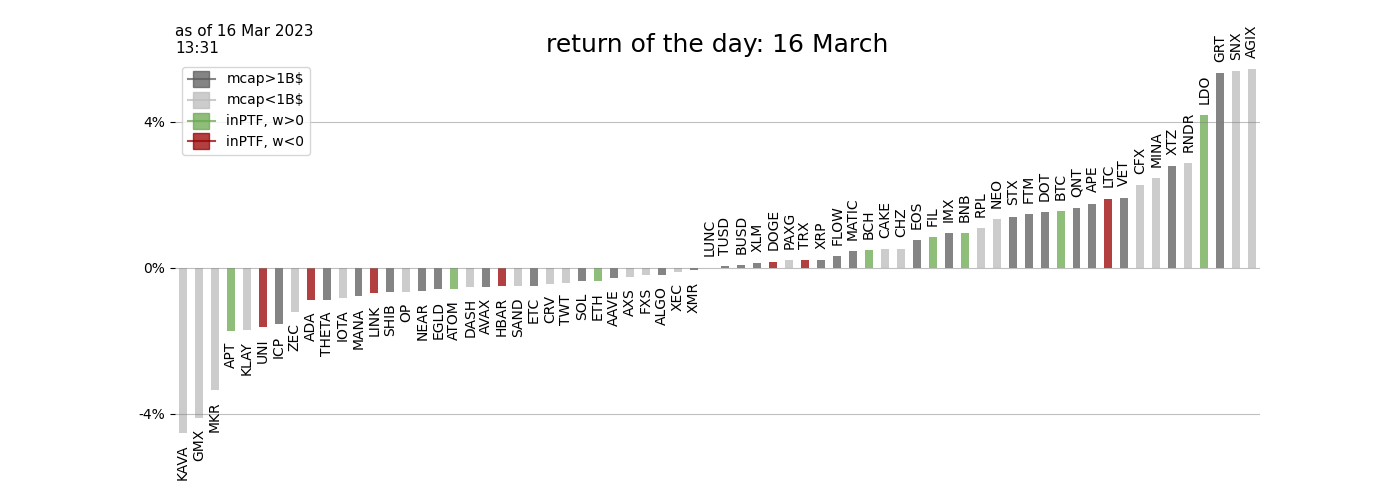 as of 16 Mar 2023
13:31
return of the day: 16 March
mcap>1B$
mcap<1B$
inPTF, w>0
inPTF, w<0
4%
0%
-4%
KAVA
GMX
MKR
APT
KLAY
UNI
ICP
ZEC
ADA
THETA
IOTA
MANA
LINK
SHIB
OP
NEAR
EGLD
ATOM
DASH
AVAX
HBAR
SAND
ETC
CRV
TWT
SOL
ETH
AAVE
AXS
FXS
ALGO
XEC
XMR
LUNC
TUSD
BUSD
XLM
DOGE
PAXG
TRX
XRP
FLOW
MATIC
BCH
CAKE
CHZ
EOS
FIL
IMX
BNB
RPL
NEO
STX
FTM
DOT
BTC
QNT
APE
LTC
VET
CFX
MINA
XTZ
RNDR
LDO
GRT
SNX
AGIX